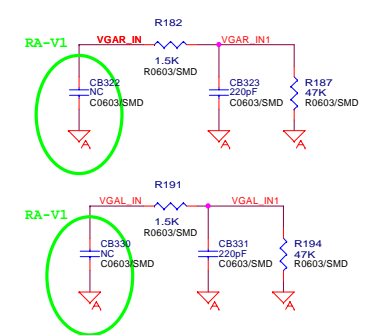 R182
RA-V1
VGAR_IN
VGAR_IN1
1.5K
R0603/SMD
CB322
NC
C0603/SMD
CB323
220pF
C0603/SMD
R187
47K
R0603/SMD
A
A
A
R191
RA-V1
VGAL_IN
VGAL_IN1
1.5K
R0603/SMD
CB330
NC
C0603/SMD
CB331
220pF
C0603/SMD
R194
47K
R0603/SMD
A
A
A